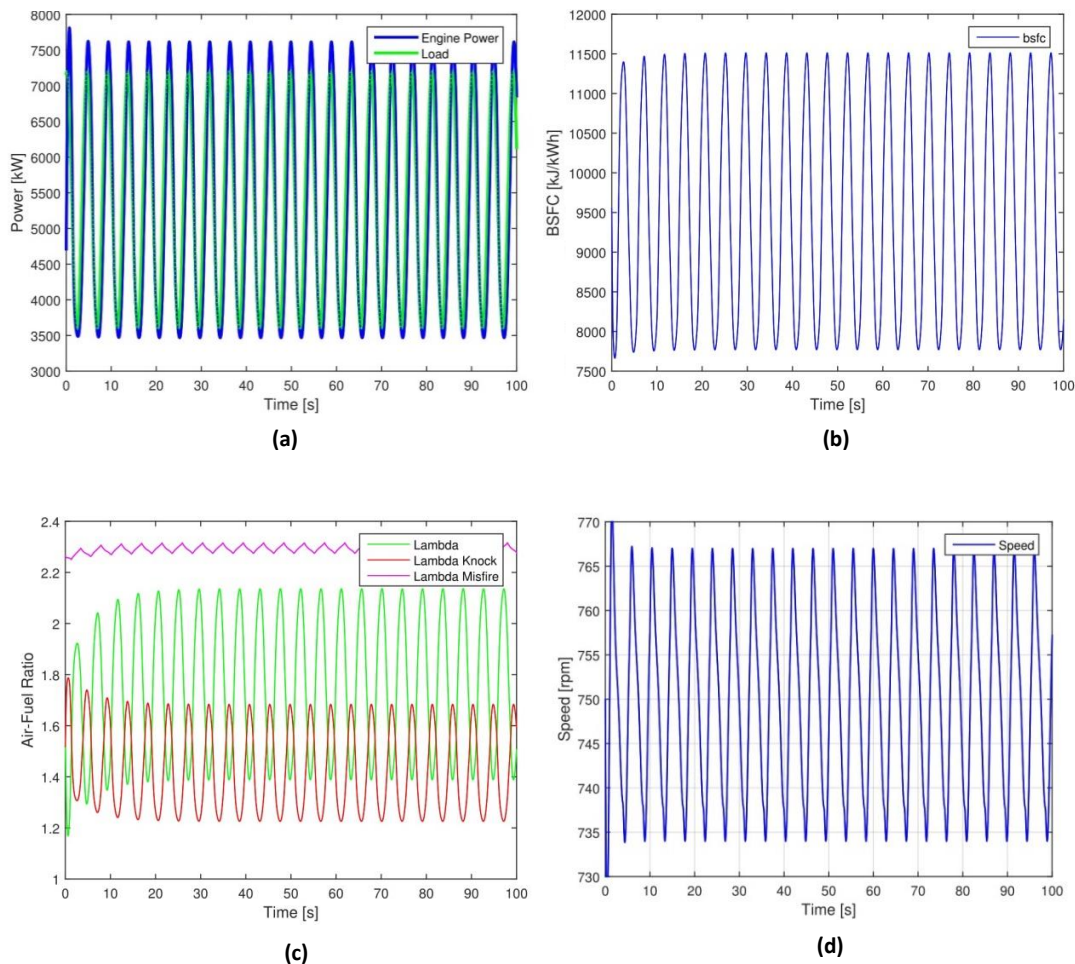 8000
7500
7000
6500
6000
5500
5000
4500
4000
3500
3000
Power [kW]
Engine Power
Load
0 10 20 30 40 50 60 70 80 90 100
Time [s]
(a)
12000
11500
11000
10500
10000
9500
9000
8500
8000
7500
BSFC [kJ/kWh]
bsfc
0 10 20 30 40 50 60 70 80 90 100
Time [s]
(b)
2.4
2.2
2
1.8
1.6
1.4
1.2
1
Air-Fuel Ratio
Lambda
Lambda Knock
Lambda Misfire
0 10 20 30 40 50 60 70 80 90 100
Time [s]
(c)
770
765
760
755
750
745
740
735
730
Speed [rpm]
Speed
0 10 20 30 40 50 60 70 80 90 100
Time [s]
(d)